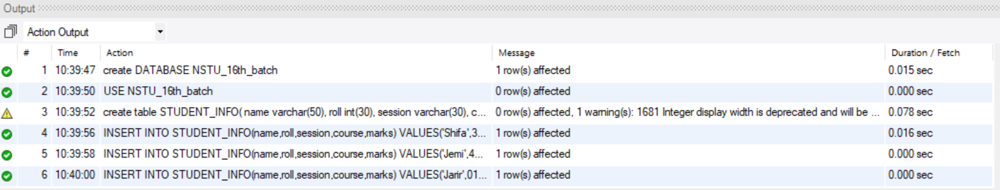 Output
Action Output
# Time Action Message Duration / Fetch
1 10:39:47 create DATABASE NSTU_16th_batch 1 row(s) affected 0.015 sec
2 10:39:50 USE NSTU_16th_batch 0 row(s) affected 0.000 sec
3 10:39:52 create table STUDENT_INFO( name varchar(50), roll int(30), session varchar(30), c... 0 row(s) affected, 1 warning(s): 1681 Integer display width is deprecated and will be ... 0.078 sec
4 10:39:56 INSERT INTO STUDENT_INFO(name,roll,session,course,marks) VALUES('Shifa',3... 1 row(s) affected 0.016 sec
5 10:39:58 INSERT INTO STUDENT_INFO(name,roll,session,course,marks) VALUES('Jemi',4... 1 row(s) affected 0.000 sec
6 10:40:00 INSERT INTO STUDENT_INFO(name,roll,session,course,marks) VALUES('Jarir',01... 1 row(s) affected 0.000 sec